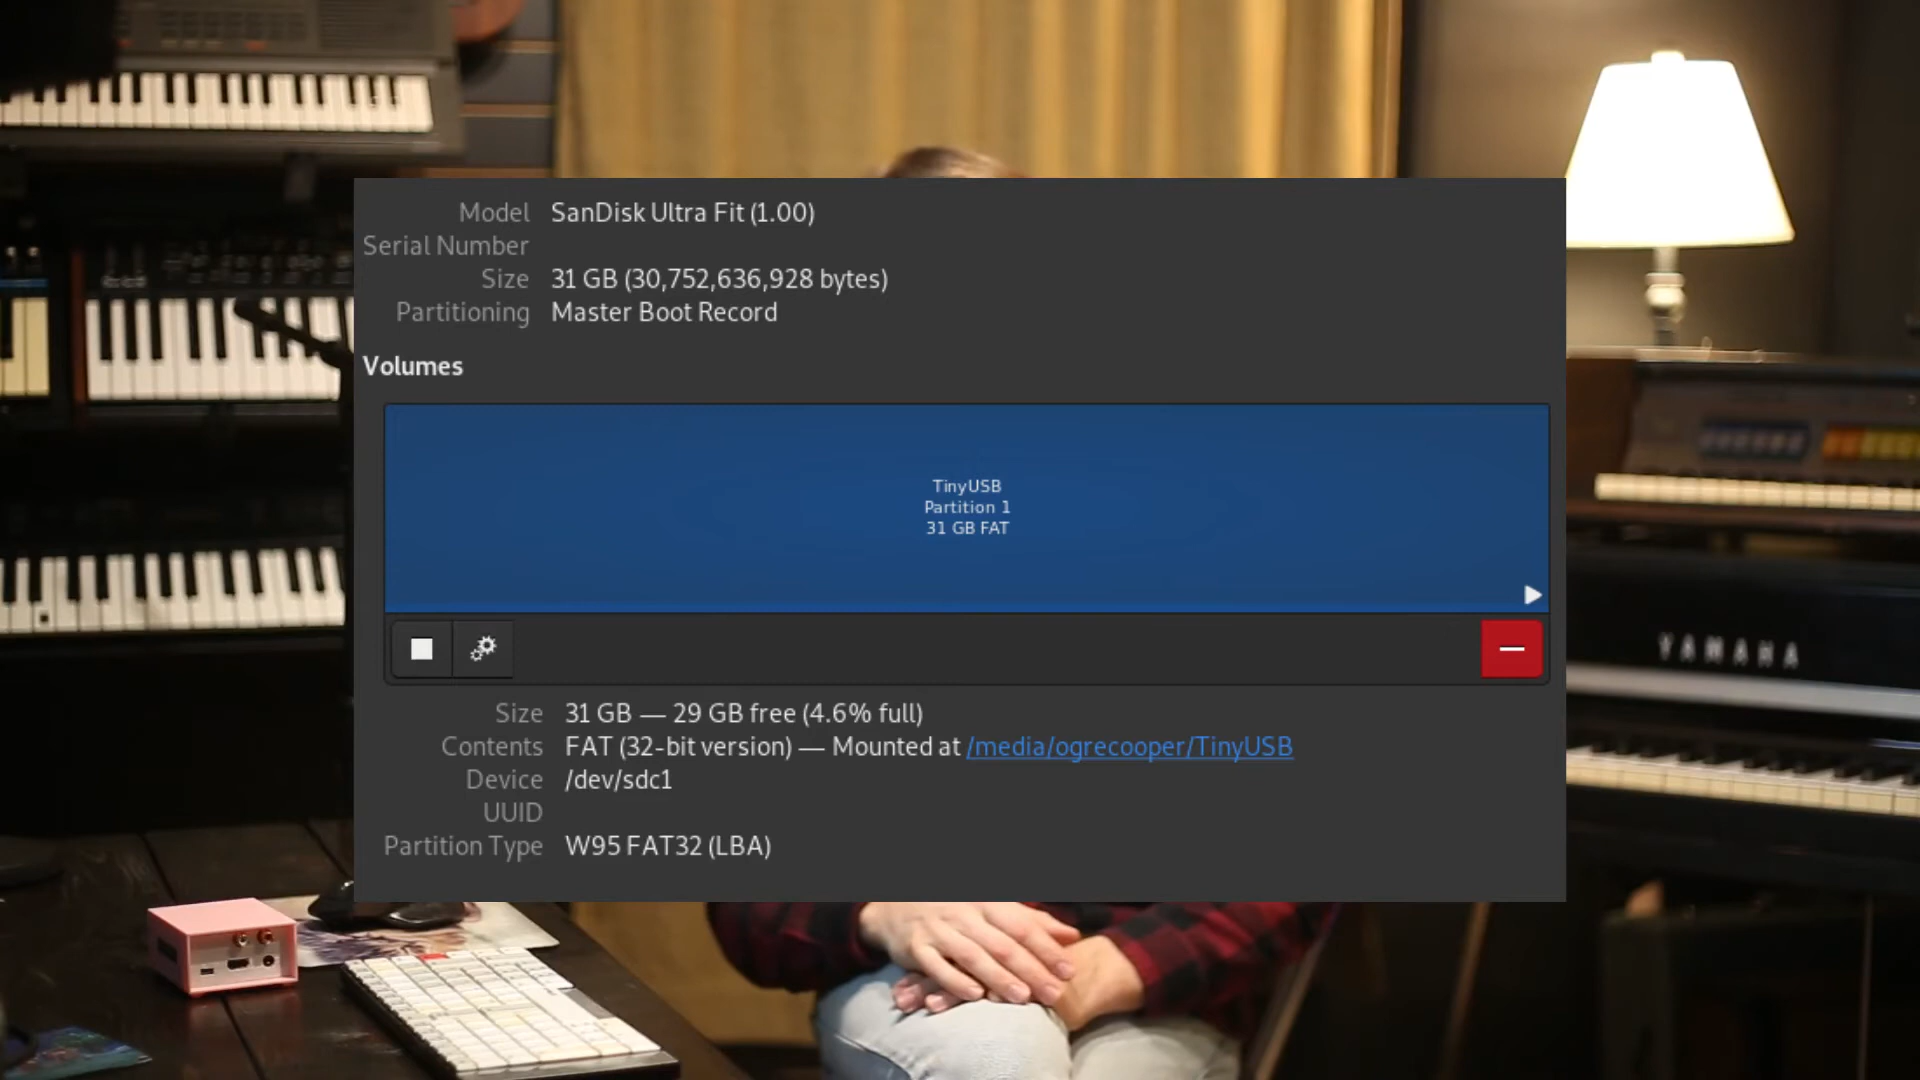 Model SanDisk Ultra Fit (1.00)
Serial Number
Size 31 GB (30,752,636,928 bytes)
Partitioning Master Boot Record
Volumes
TinyUSB
Partition 1
31 GB FAT
Size 31 GB — 29 GB free (4.6% full)
Contents FAT (32-bit version) — Mounted at /media/ogrecooper/TinyUSB
Device /dev/sdc1
UUID
Partition Type W95 FAT32 (LBA)
YAMAHA